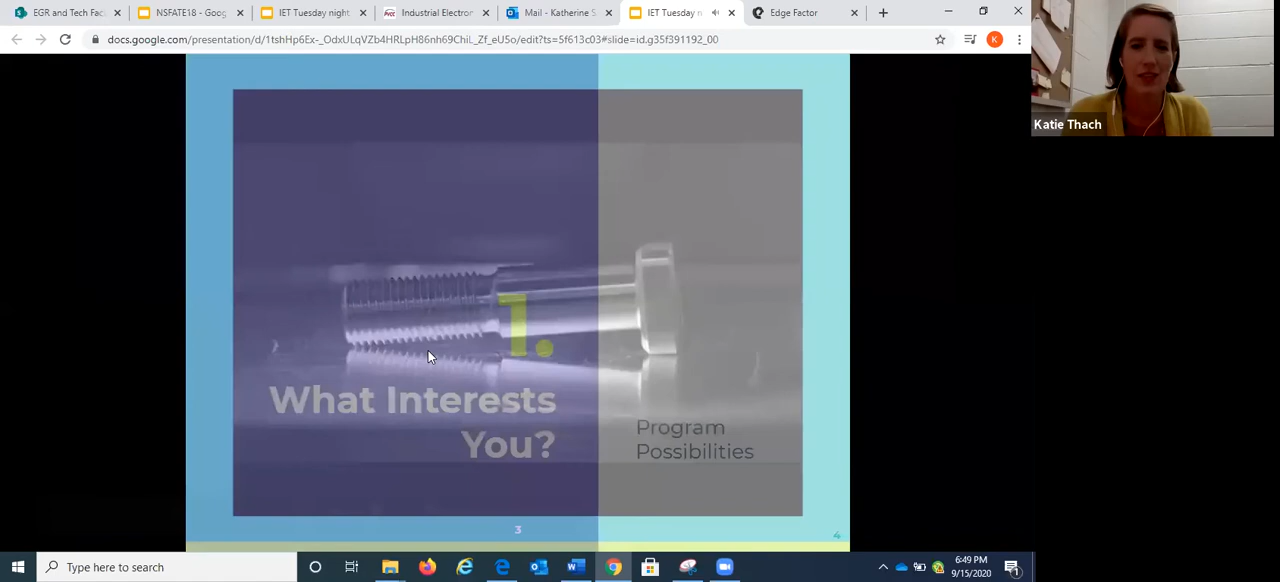 EGR and Tech Fac
NSFATE18 - Goog
IET Tuesday night
Industrial Electron
Mail - Katherine S
IET Tuesday n
Edge Factor
docs.google.com/presentation/d/1tshHp6Ex-_OdxULqVZb4HRLpH86nh69ChiL_Zf_eU5o/edit?ts=5f613c03#slide=id.g35f391192_00
K
Katie Thach
1.
What Interests
You?
Program
Possibilities
3
4
Type here to search
6:49 PM
9/15/2020